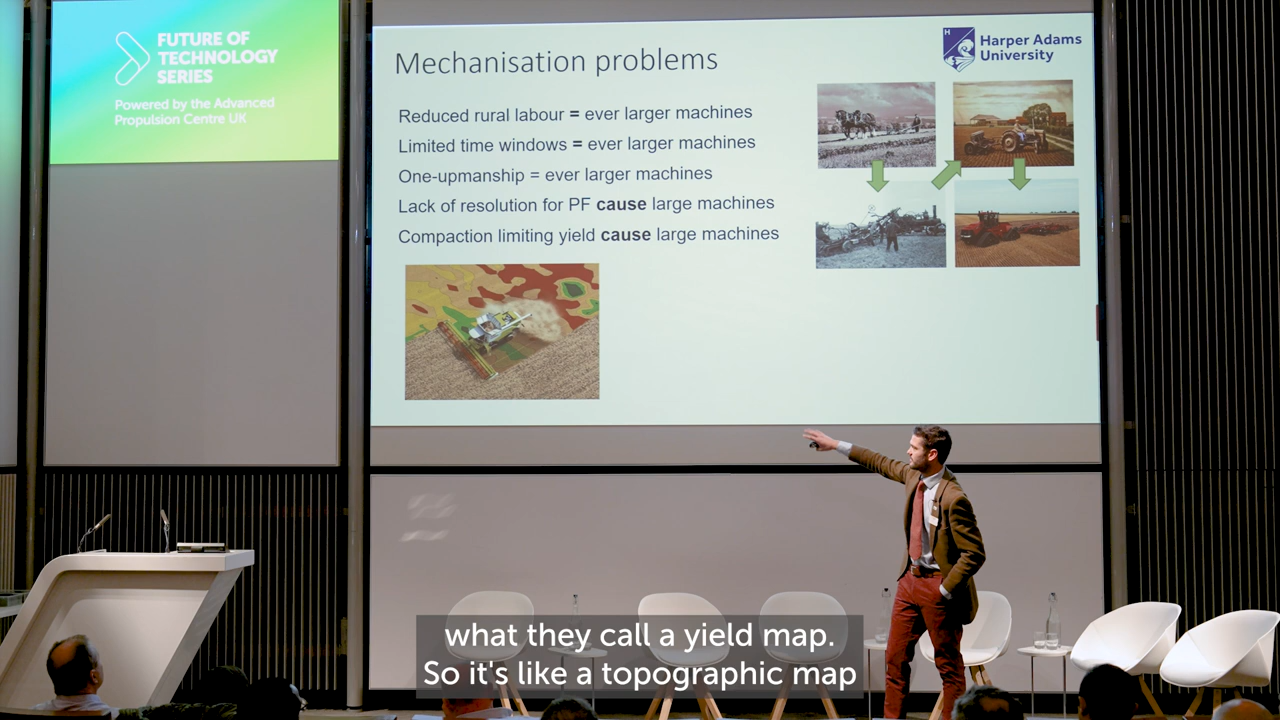 FUTURE OF
TECHNOLOGY
SERIES
Powered by the Advanced
Propulsion Centre UK
Mechanisation problems
Harper Adams
University
Reduced rural labour = ever larger machines
Limited time windows = ever larger machines
One-upmanship = ever larger machines
Lack of resolution for PF cause large machines
Compaction limiting yield cause large machines
what they call a yield map.
So it's like a topographic map